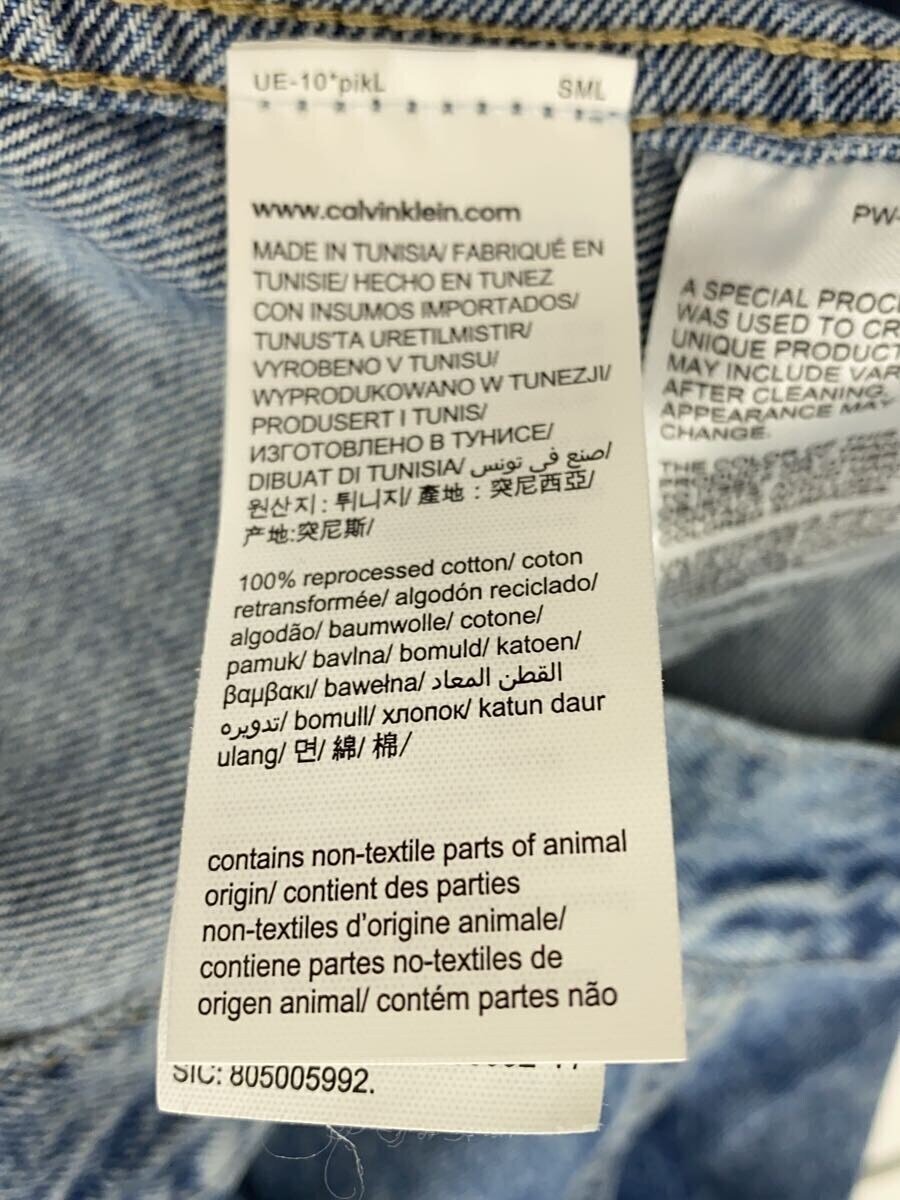 UE-10*pikL SML
www.calvinklein.com
MADE IN TUNISIA/ FABRIQUÉ EN
TUNISIE/ HECHO EN TUNEZ
CON INSUMOS IMPORTADOS/
TUNUS'TA URETILMISTIR/
VYROBENO V TUNISU/
WYPRODUKOWANO W TUNEZJI/
PRODUSERT I TUNIS/
ИЗГОТОВЛЕНО В ТУНИСЕ/
DIBUAT DI TUNISIA/ صنع في تونس/
원산지: 튀니지/ 產地：突尼西亞/
产地:突尼斯/
100% reprocessed cotton/ coton
retransformée/ algodón reciclado/
algodão/ baumwolle/ cotone/
pamuk/ bavlna/ bomuld/ katoen/
βαμβακι/ bawełna/ القطن المعاد
تدويره/ bomull/ хлопок/ katun daur
ulang/ 면/ 綿/ 棉/
contains non-textile parts of animal
origin/ contient des parties
non-textiles d'origine animale/
contiene partes no-textiles de
origen animal/ contém partes não
SIC: 805005992.
PW-
A SPECIAL PROC
WAS USED TO CR
UNIQUE PRODUCT
MAY INCLUDE VAR
AFTER CLEANING,
APPEARANCE MAY
CHANGE.
THE COLOR OF